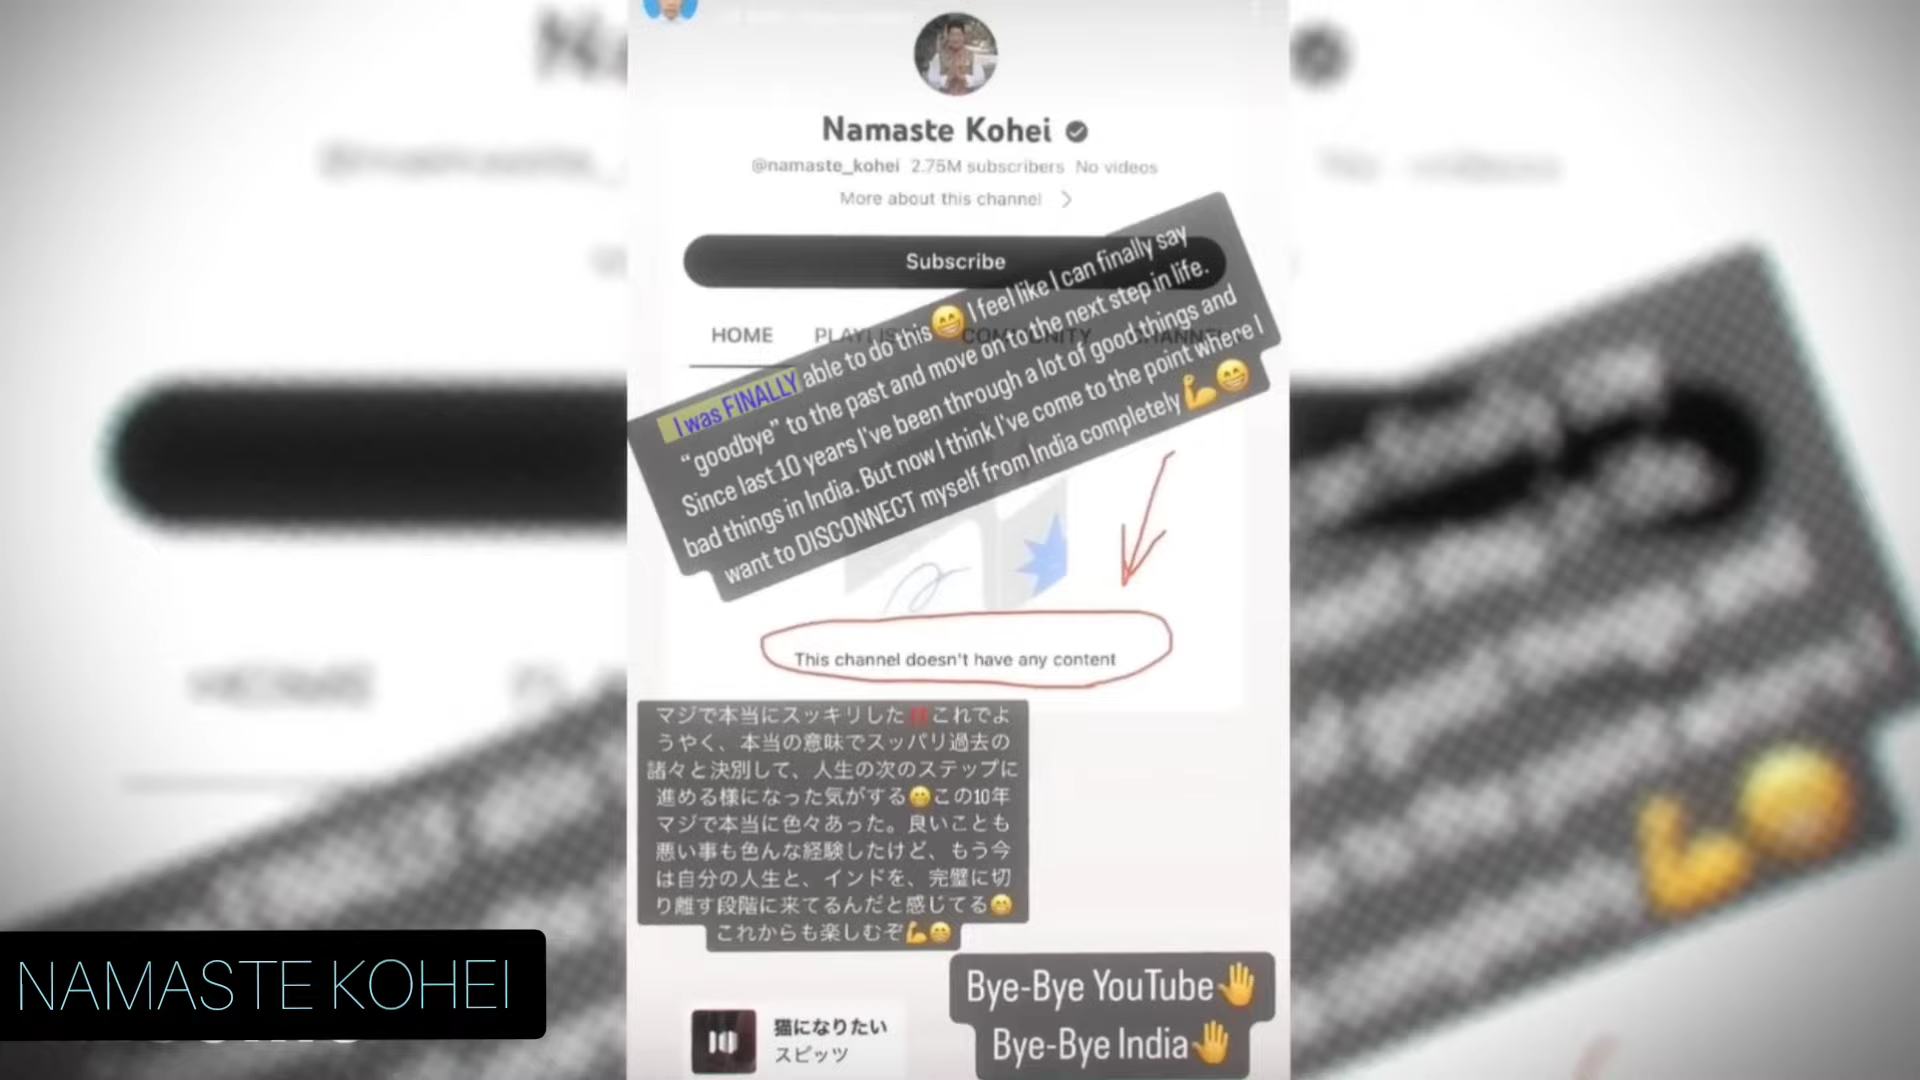 Namaste Kohei
@namaste_kohei 2.75M subscribers No videos
More about this channel
Subscribe
HOME PLAYLISTS COMMUNITY CHANNELS
I was FINALLY able to do this😁 I feel like I can finally say
“goodbye” to the past and move on to the next step in life.
Since last 10 years I've been through a lot of good things and
bad things in India. But now I think I've come to the point where I
want to DISCONNECT myself from India completely💪😁
This channel doesn't have any content
マジで本当にスッキリした‼️これでよ
うやく、本当の意味でスッパリ過去の
諸々と決別して、人生の次のステップに
進める様になった気がする😁この10年
マジで本当に色々あった。良いことも
悪い事も色んな経験したけど、もう今
は自分の人生と、インドを、完璧に切
り離す段階に来てるんだと感じてる😁
これからも楽しむぞ💪😁
Bye-Bye YouTube🤚
Bye-Bye India🤚
猫になりたい
スピッツ
NAMASTE KOHEI